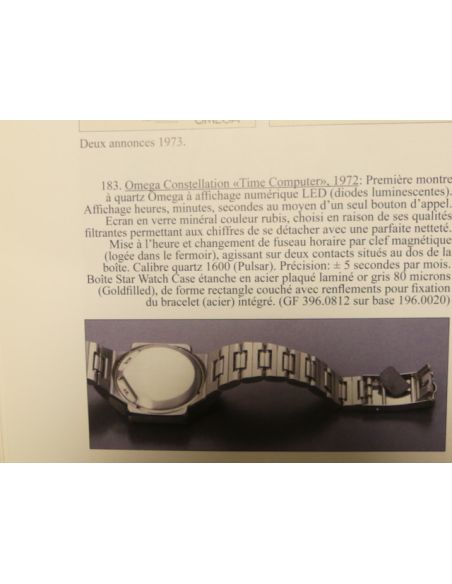 OMEGA
Deux annonces 1973.
183. Omega Constellation «Time Computer», 1972: Première montre
à quartz Omega à affichage numérique LED (diodes luminescentes).
Affichage heures, minutes, secondes au moyen d'un seul bouton d'appel.
Ecran en verre minéral couleur rubis, choisi en raison de ses qualités
filtrantes permettant aux chiffres de se détacher avec une parfaite netteté.
Mise à l'heure et changement de fuseau horaire par clef magnétique
(logée dans le fermoir), agissant sur deux contacts situés au dos de la
boîte. Calibre quartz 1600 (Pulsar). Précision: ± 5 secondes par mois.
Boîte Star Watch Case étanche en acier plaqué laminé or gris 80 microns
(Goldfilled), de forme rectangle couché avec renflements pour fixation
du bracelet (acier) intégré. (GF 396.0812 sur base 196.0020)